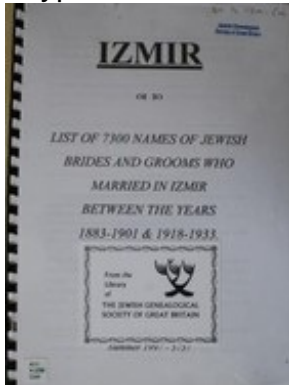 IZMIR
LIST OF 7300 NAMES OF JEWISH
BRIDES AND GROOMS WHO
MARRIED IN IZMIR
BETWEEN THE YEARS
1883-1901 & 1918-1933.
From the
Library
of
THE JEWISH GENEALOGICAL
SOCIETY OF GREAT BRITAIN